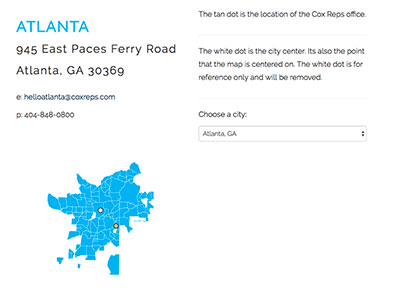 ATLANTA
945 East Paces Ferry Road
Atlanta, GA 30369
e: helloatlanta@coxreps.com
p: 404-848-0800
The tan dot is the location of the Cox Reps office.
The white dot is the city center. Its also the point
that the map is centered on. The white dot is for
reference only and will be removed.
Choose a city:
Atlanta, GA